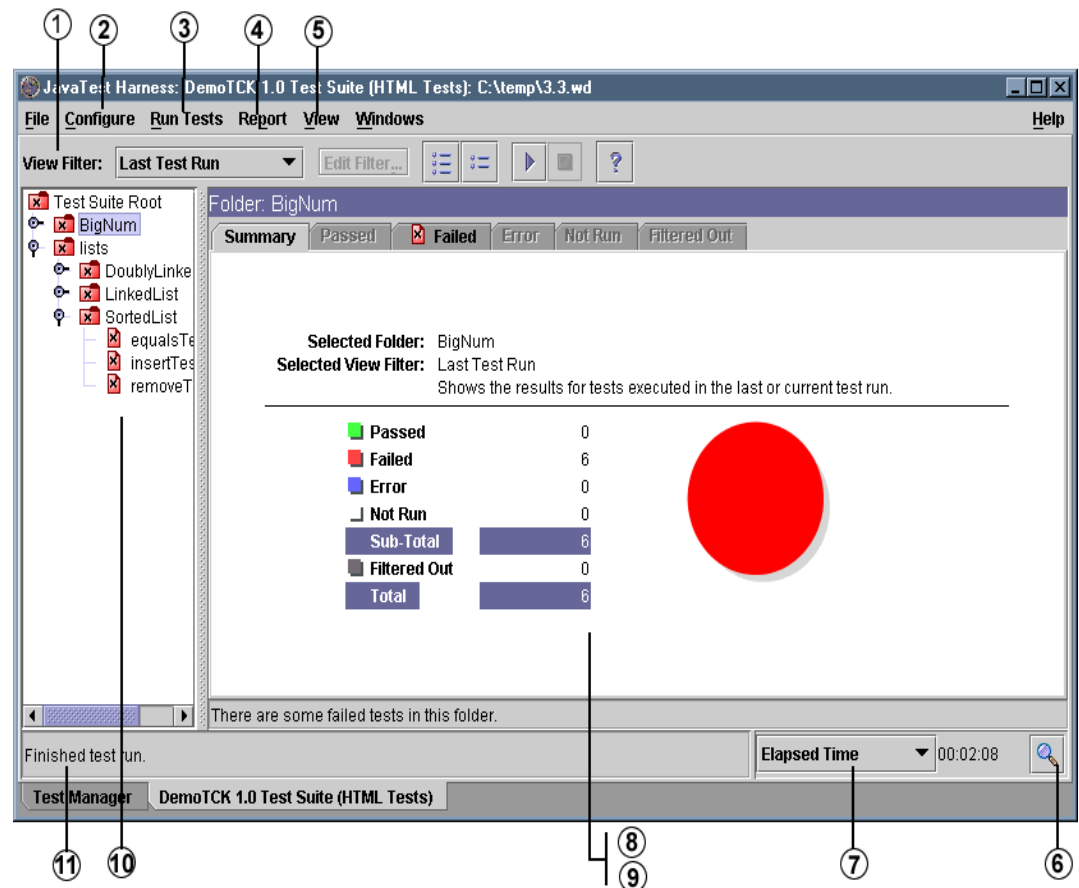 1 2 3 4 5
JavaTest Harness: DemoTCK 1.0 Test Suite (HTML Tests): C:\temp\3.3.wd
File Configure Run Tests Report View Windows Help
View Filter: Last Test Run Edit Filter... ?
Test Suite Root
BigNum
lists
DoublyLinke
LinkedList
SortedList
equalsTe
insertTes
removeT
Folder: BigNum
Summary Passed Failed Error Not Run Filtered Out
Selected Folder: BigNum
Selected View Filter: Last Test Run
Shows the results for tests executed in the last or current test run.
Passed 0
Failed 6
Error 0
Not Run 0
Sub-Total 6
Filtered Out 0
Total 6
There are some failed tests in this folder.
Finished test run.
Elapsed Time 00:02:08
Test Manager DemoTCK 1.0 Test Suite (HTML Tests)
11 10 8 7 6
9